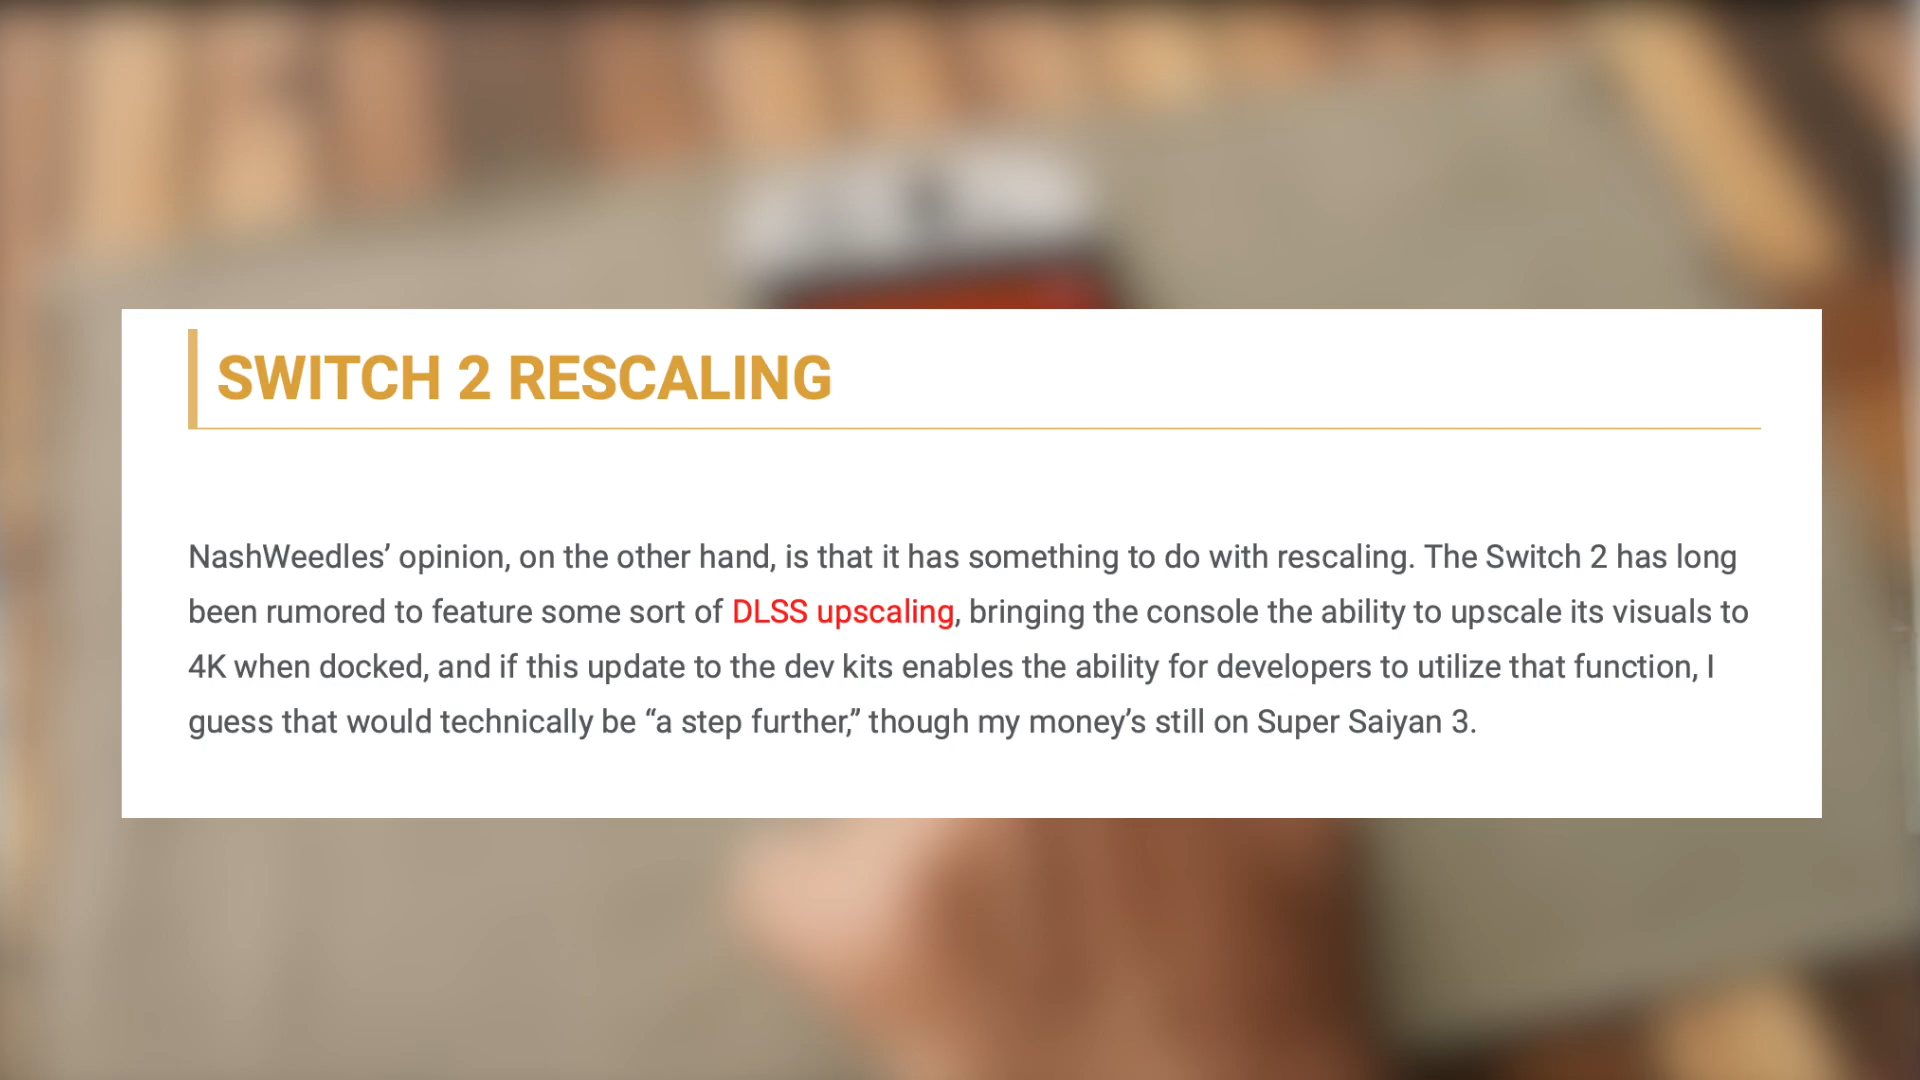 SWITCH 2 RESCALING
NashWeedles’ opinion, on the other hand, is that it has something to do with rescaling. The Switch 2 has long
been rumored to feature some sort of DLSS upscaling, bringing the console the ability to upscale its visuals to
4K when docked, and if this update to the dev kits enables the ability for developers to utilize that function, I
guess that would technically be “a step further,” though my money’s still on Super Saiyan 3.